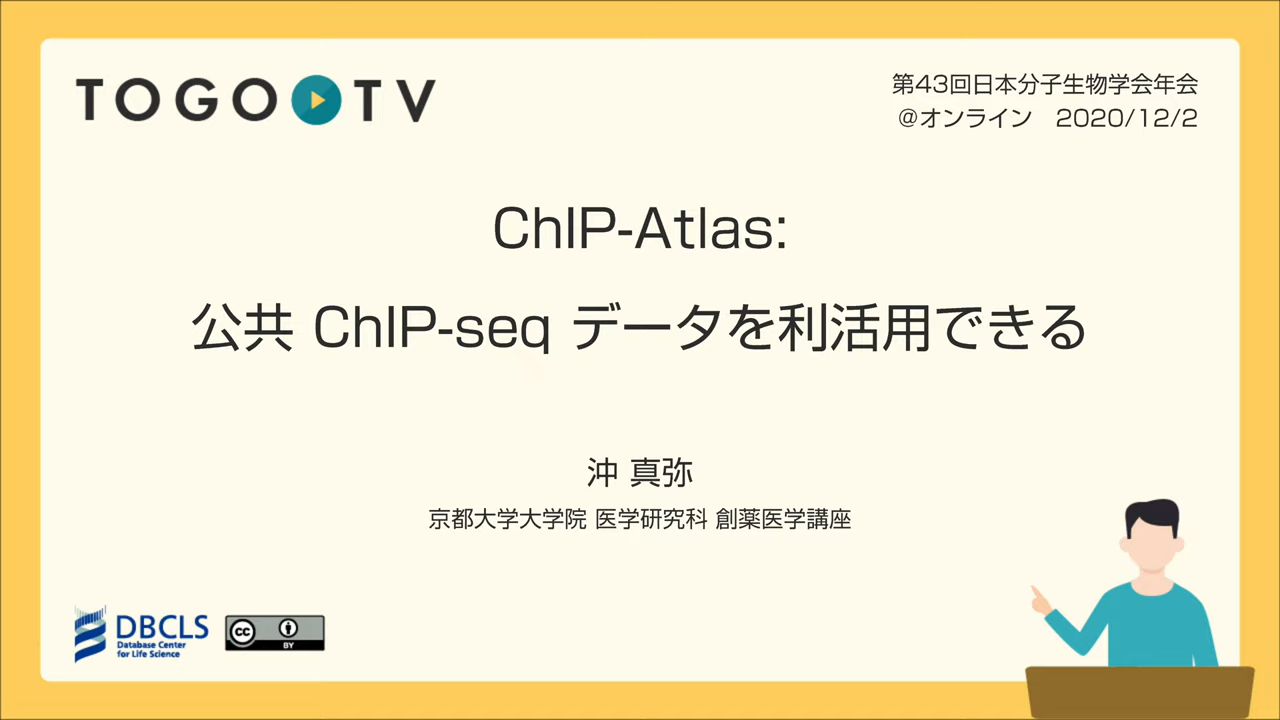 TOGO TV
第43回日本分子生物学会年会
@オンライン 2020/12/2
ChIP-Atlas:
公共 ChIP-seq データを利活用できる
沖 真弥
京都大学大学院 医学研究科 創薬医学講座
DBCLS
Database Center
for Life Science
cc
BY